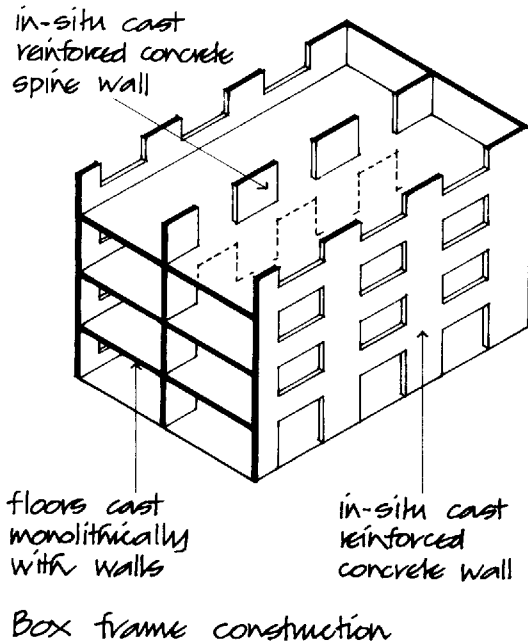 in-situ cast
reinforced concrete
spine wall
floors cast
monolithically
with walls
in-situ cast
reinforced
concrete wall
Box frame construction